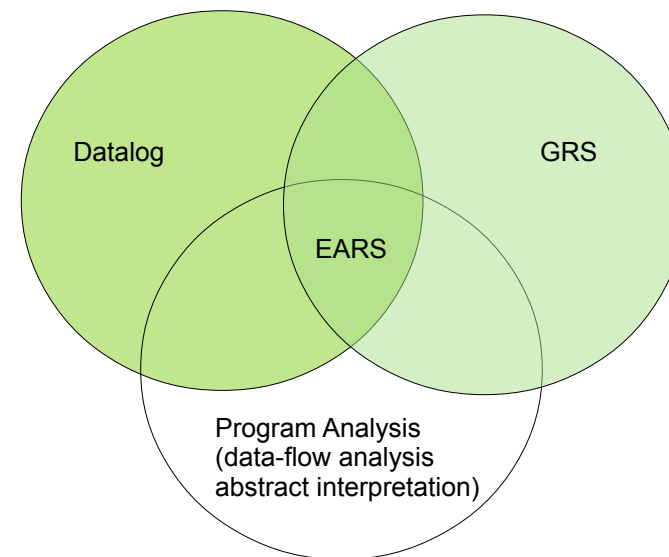 Datalog
GRS
EARS
Program Analysis
(data-flow analysis
abstract interpretation)